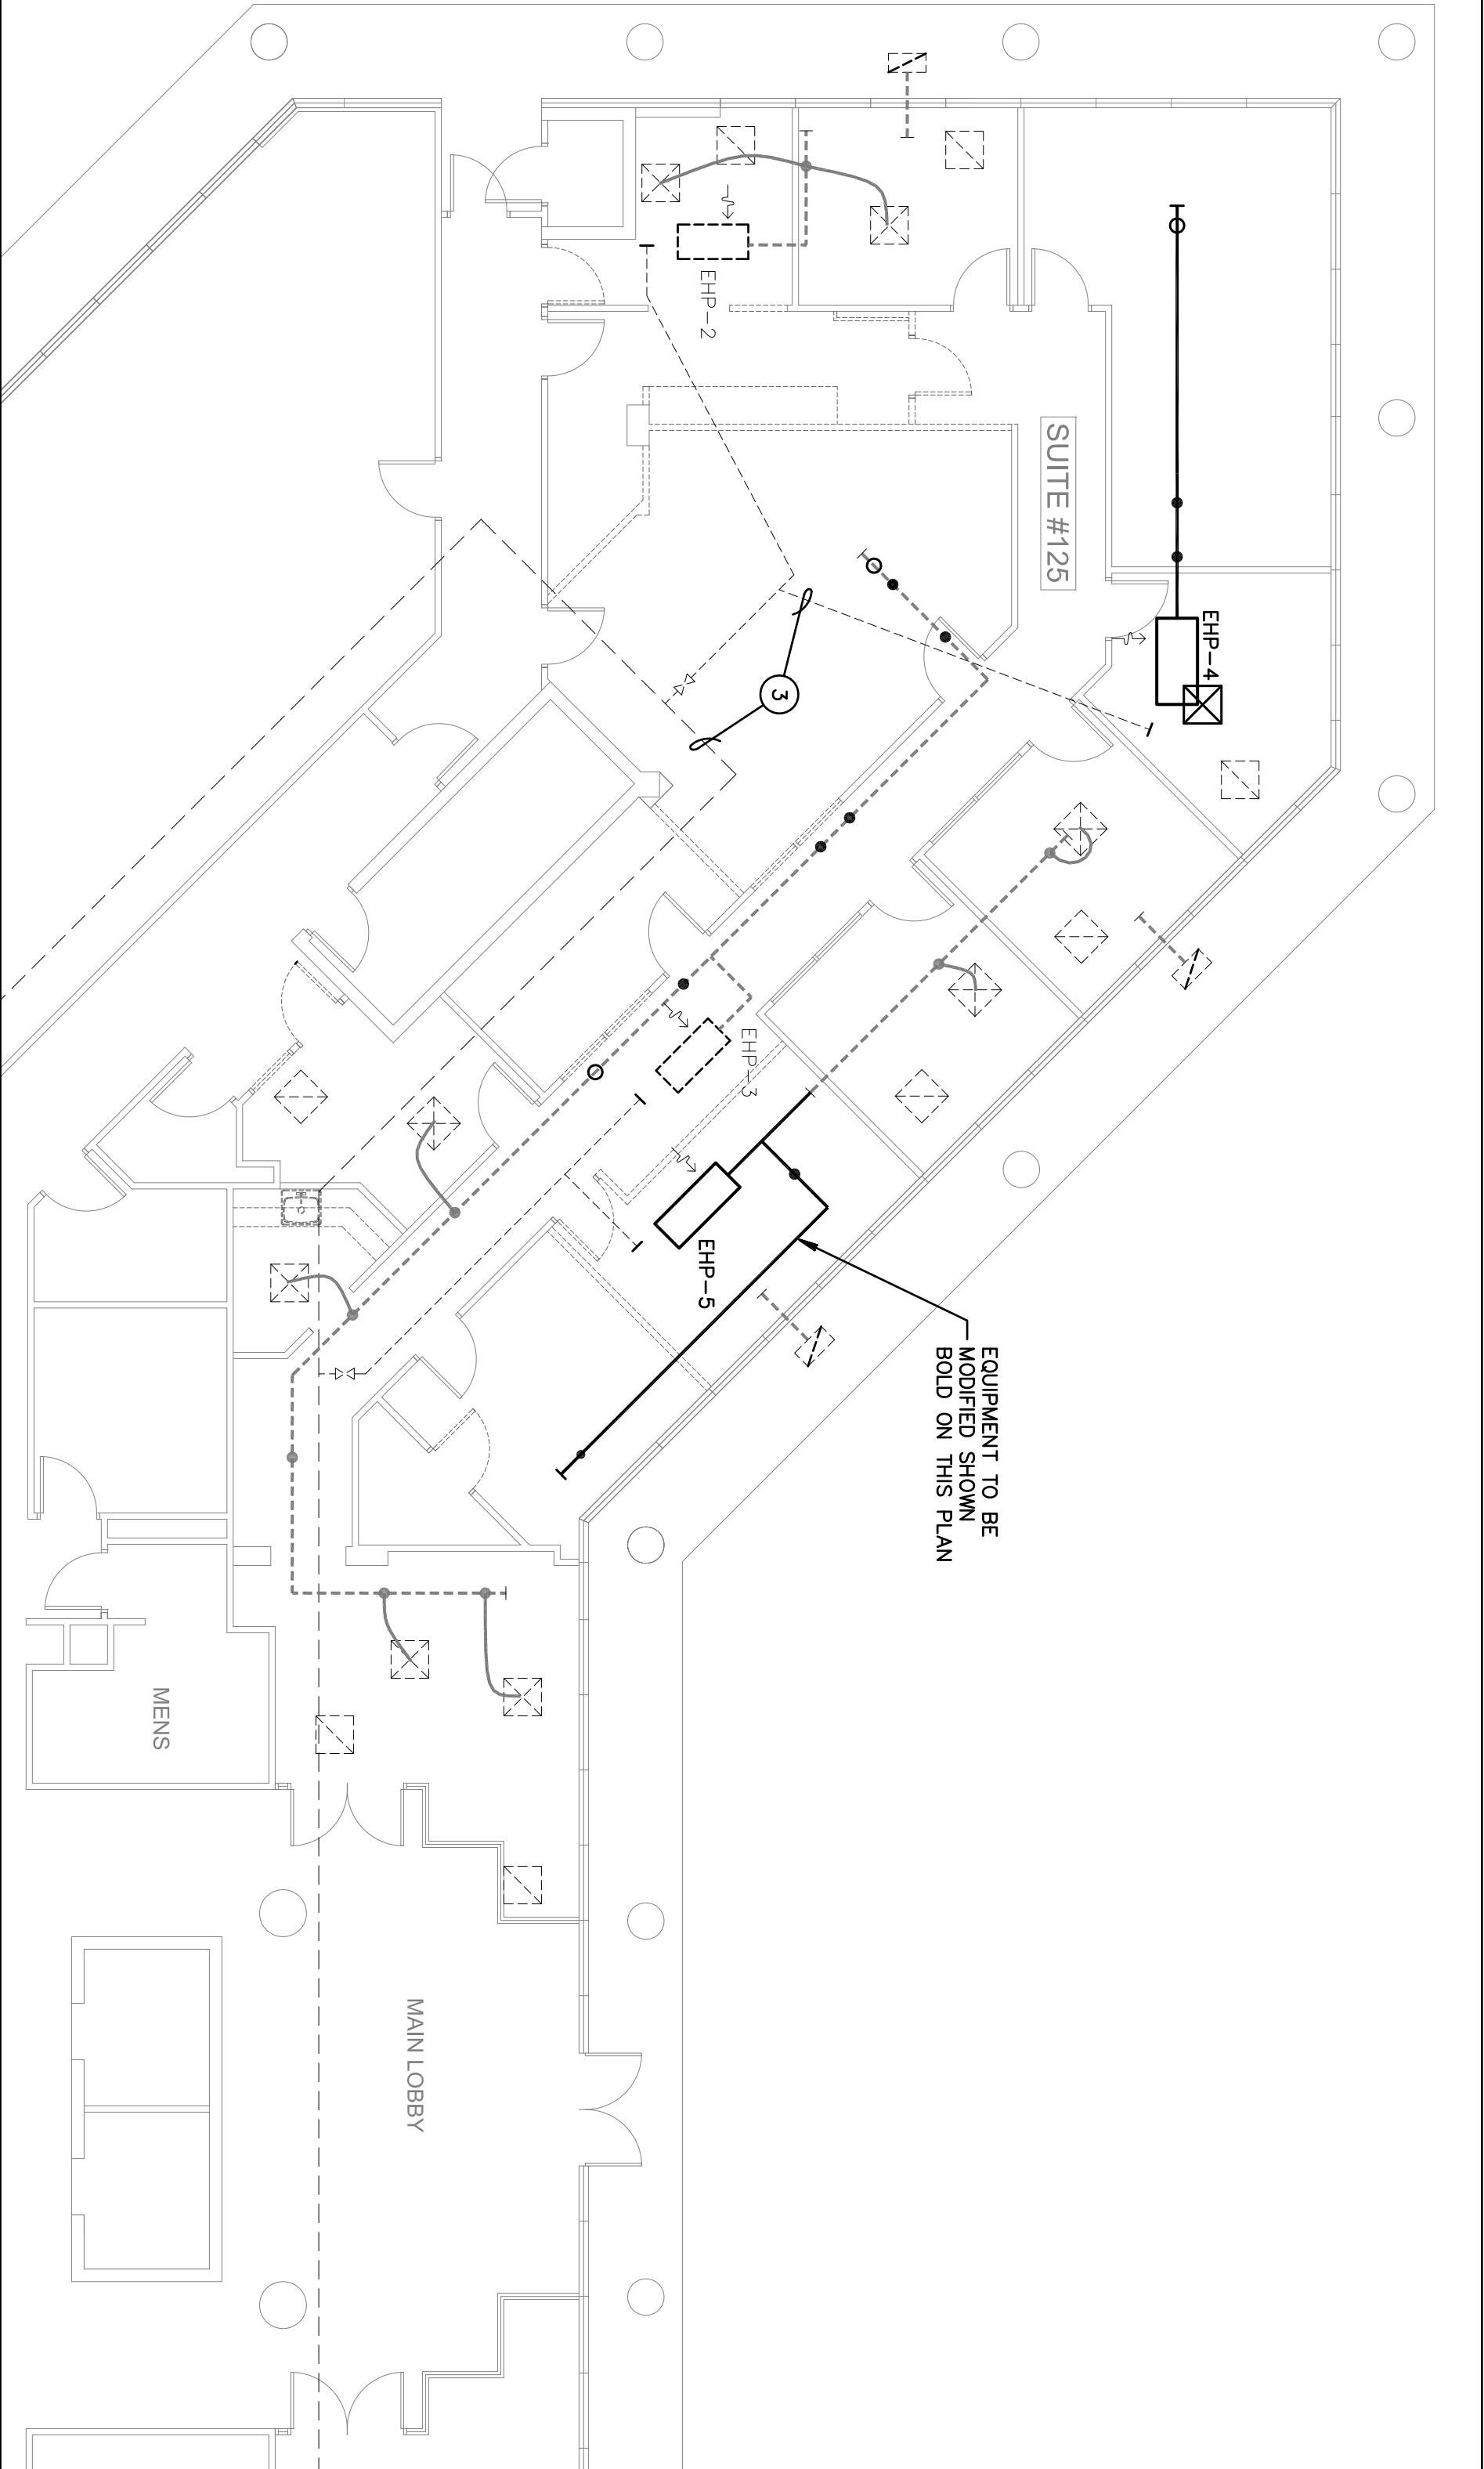 EHP-2
SUITE #125
EHP-4
3
EHP-3
EHP-5
EQUIPMENT TO BE
MODIFIED SHOWN
BOLD ON THIS PLAN
MENS
MAIN LOBBY